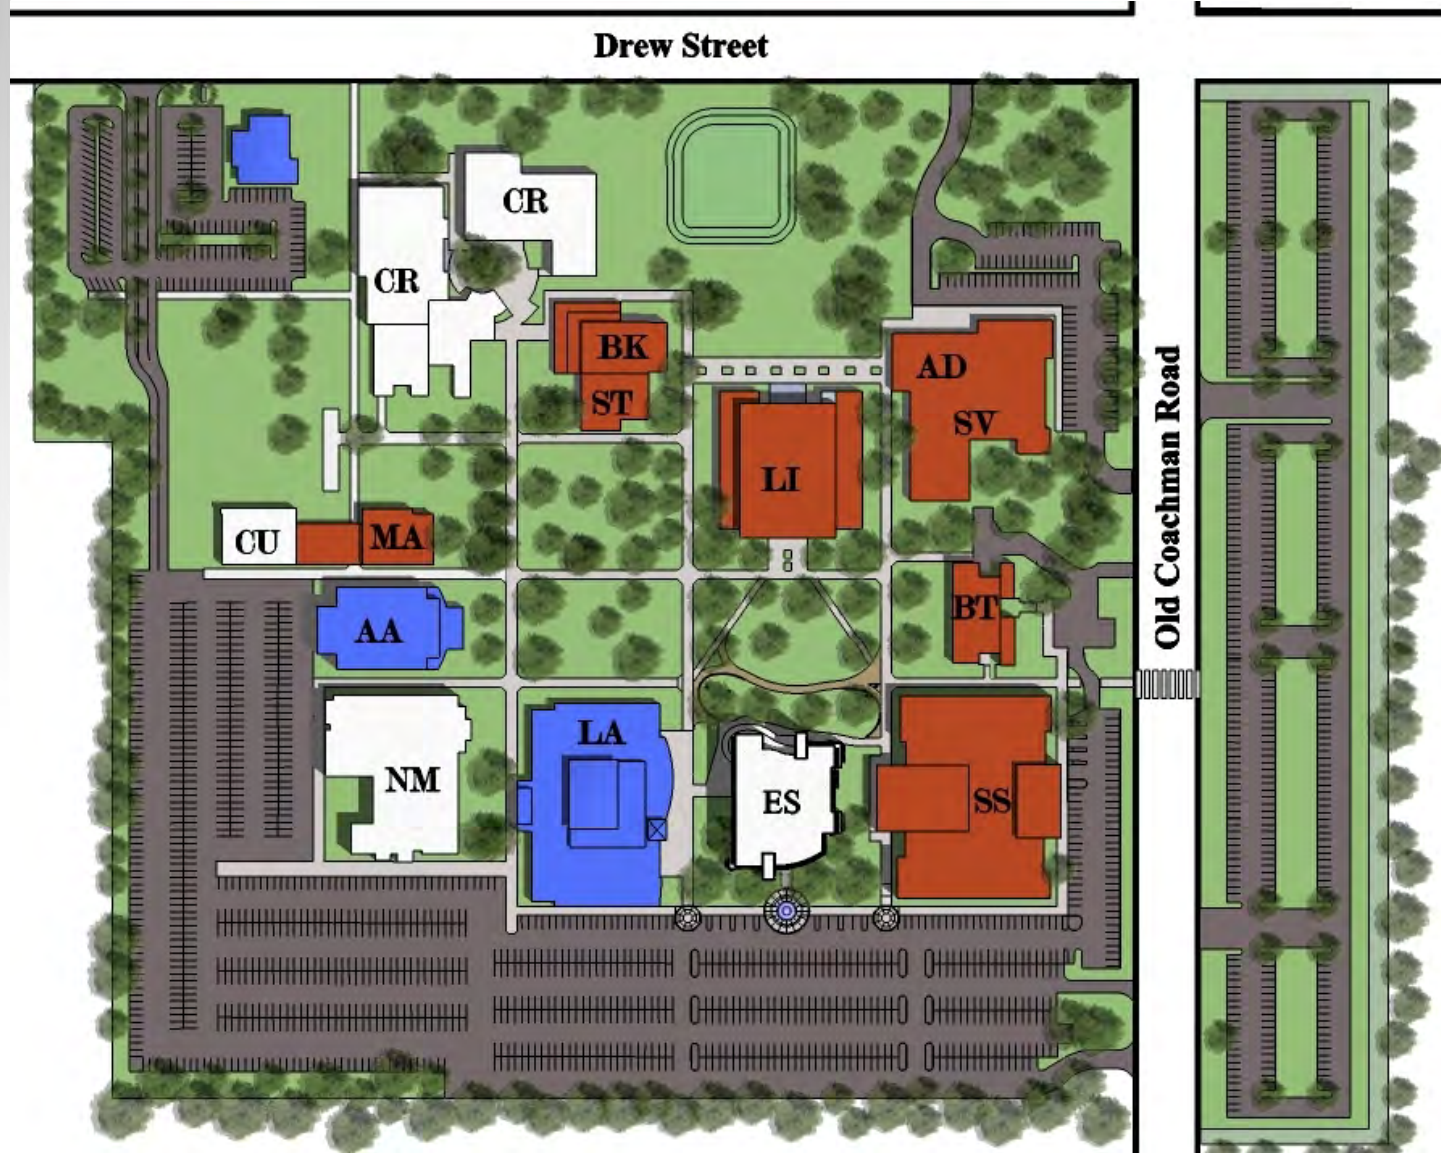 Drew Street
CR
CR
BK
ST
AD
SV
LI
CU
MA
AA
BT
NM
LA
ES
SS
Old Coachman Road